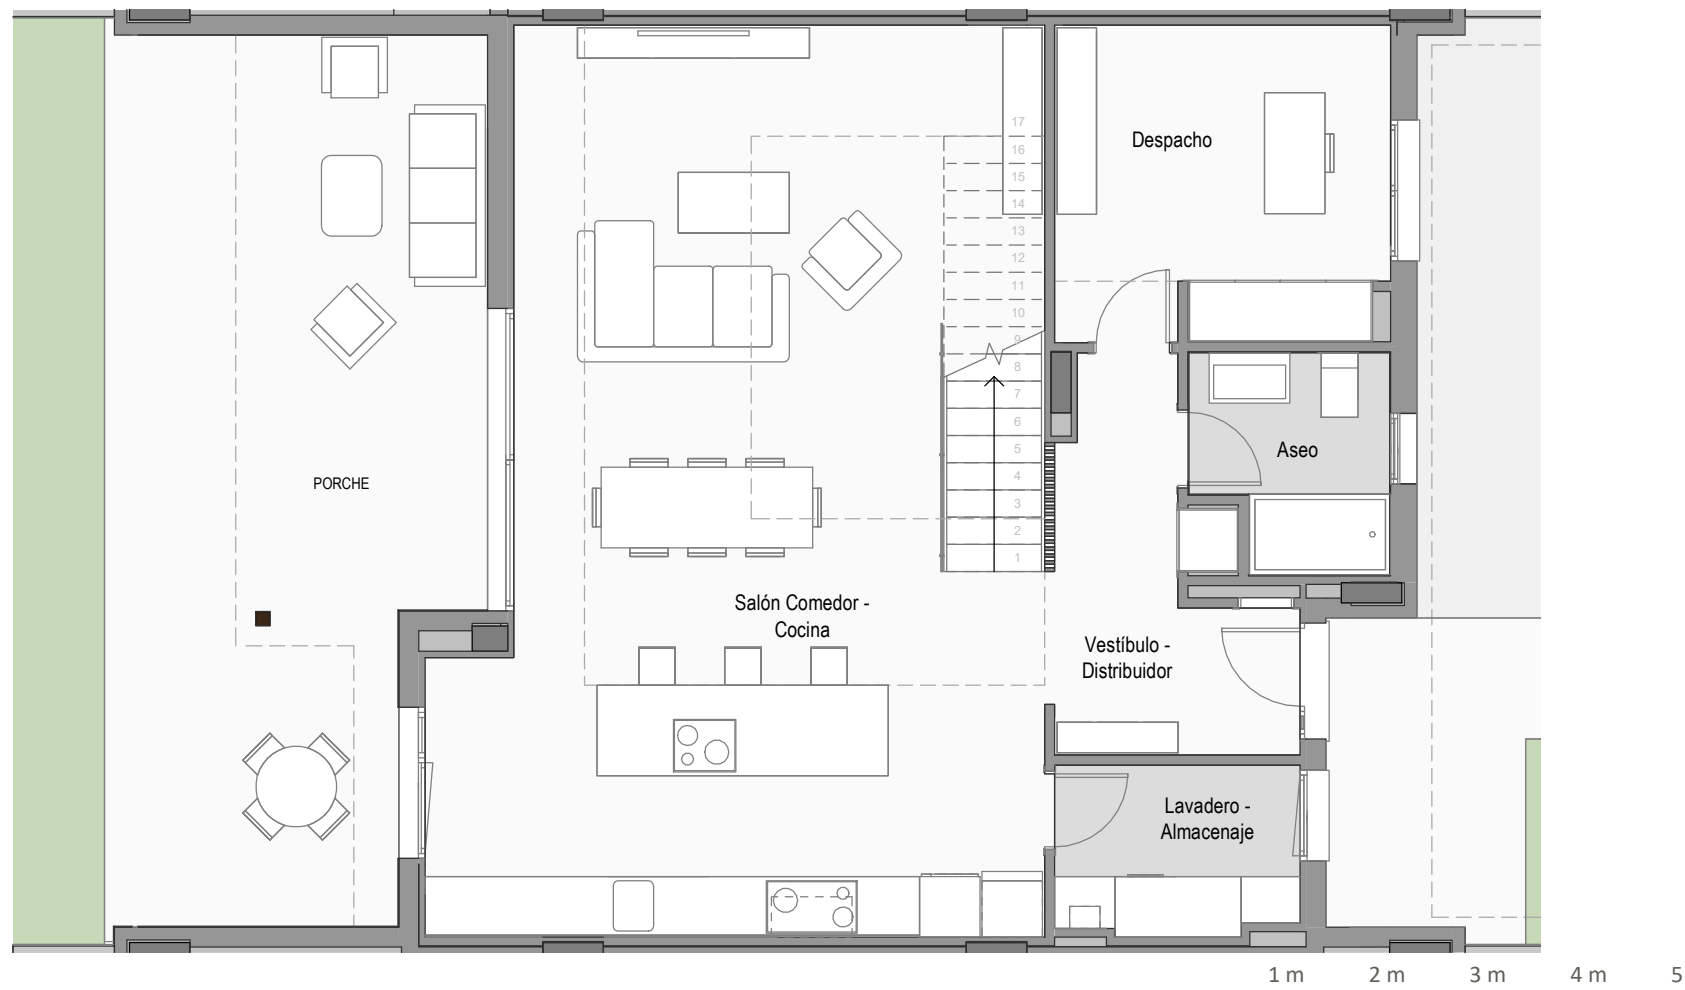 17
16
15
14
13
12
11
10
9
8
7
6
5
4
3
2
1
Despacho
Aseo
PORCHE
Salón Comedor -
Cocina
Vestíbulo -
Distribuidor
Lavadero -
Almacenaje
1 m 2 m 3 m 4 m 5